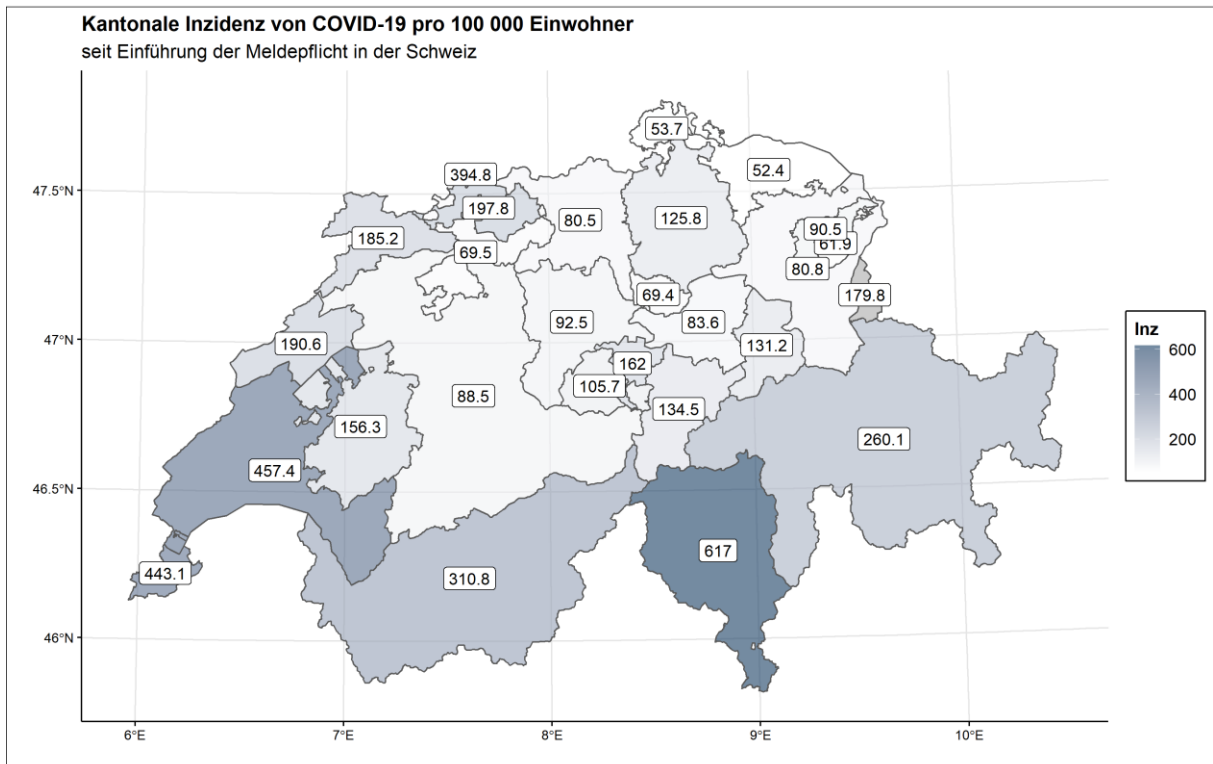 Kantonale Inzidenz von COVID-19 pro 100 000 Einwohner
seit Einführung der Meldepflicht in der Schweiz
53.7
52.4
394.8
197.8
80.5
125.8
90.5
61.9
185.2
69.5
80.8
69.4
179.8
92.5
83.6
190.6
131.2
162
105.7
88.5
134.5
156.3
260.1
457.4
617
443.1
310.8
47.5°N
47°N
46.5°N
46°N
6°E
7°E
8°E
9°E
10°E
Inz
600
400
200